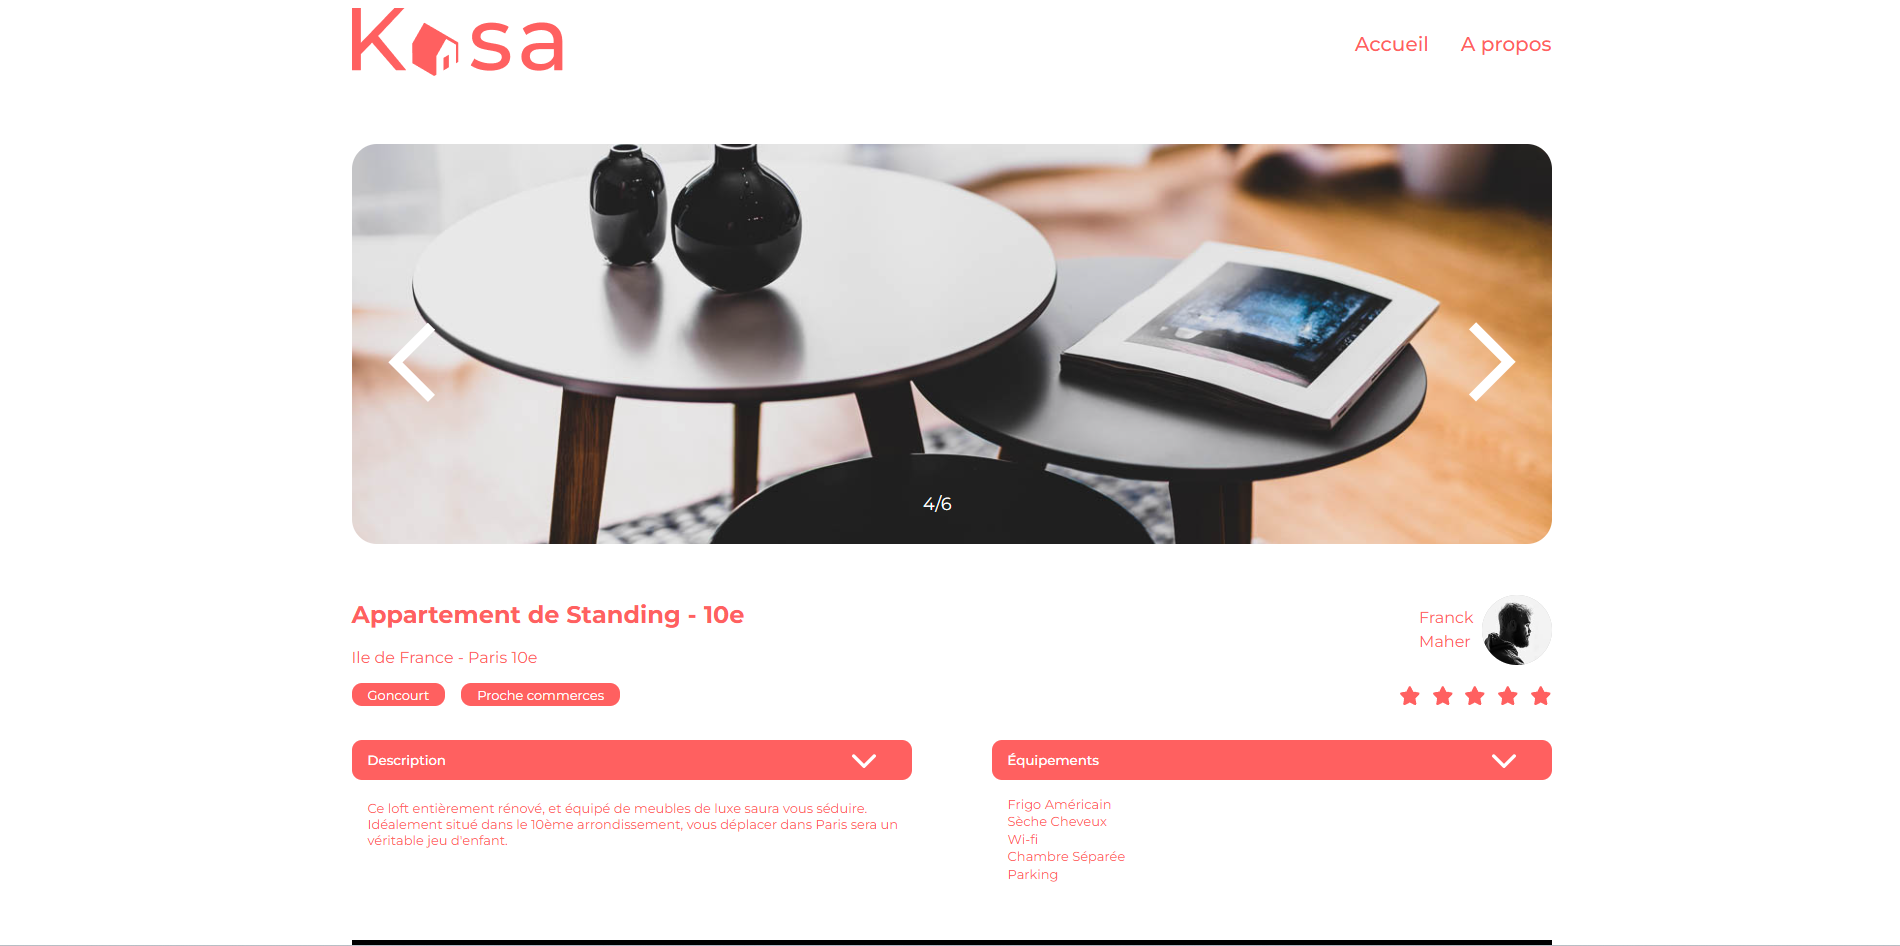 Kasa
Accueil
A propos
4/6
Appartement de Standing - 10e
Ile de France - Paris 10e
Goncourt
Proche commerces
Franck
Maher
Description
Ce loft entièrement rénové, et équipé de meubles de luxe saura vous séduire.
Idéalement situé dans le 10ème arrondissement, vous déplacer dans Paris sera un
véritable jeu d'enfant.
Équipements
Frigo Américain
Sèche Cheveux
Wi-fi
Chambre Séparée
Parking